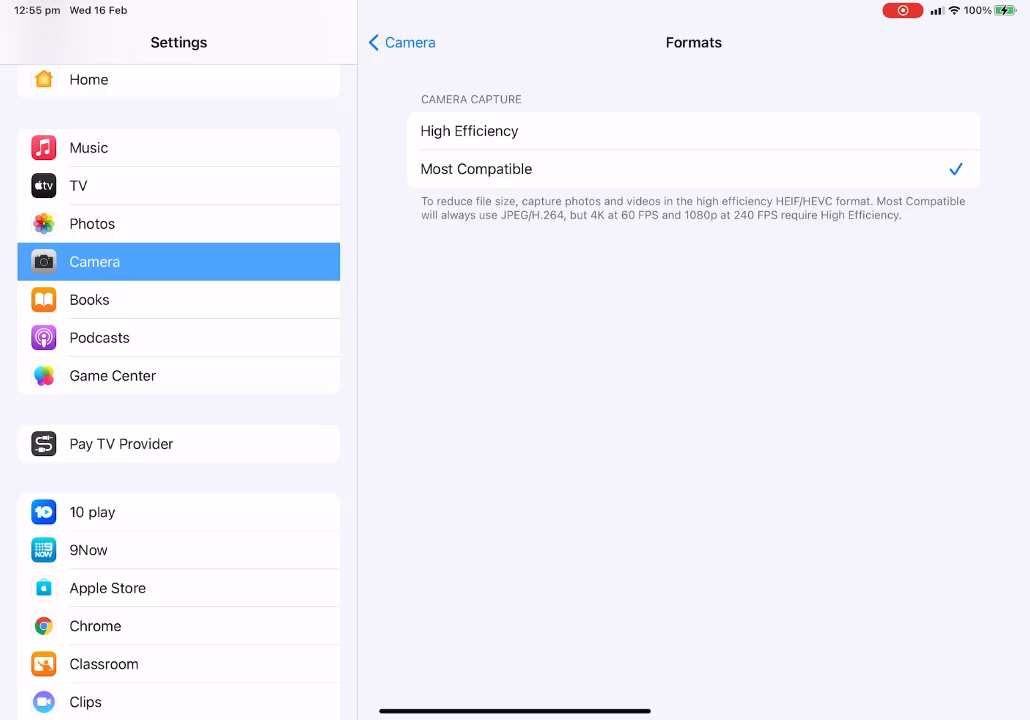 12:55 pm Wed 16 Feb
100%
Settings
Camera
Formats
Home
Music
tv
TV
Photos
Camera
Books
Podcasts
Game Center
Pay TV Provider
10
10 play
9NOW
9Now
Apple Store
Chrome
Classroom
Clips
CAMERA CAPTURE
High Efficiency
Most Compatible
To reduce file size, capture photos and videos in the high efficiency HEIF/HEVC format. Most Compatible
will always use JPEG/H.264, but 4K at 60 FPS and 1080p at 240 FPS require High Efficiency.